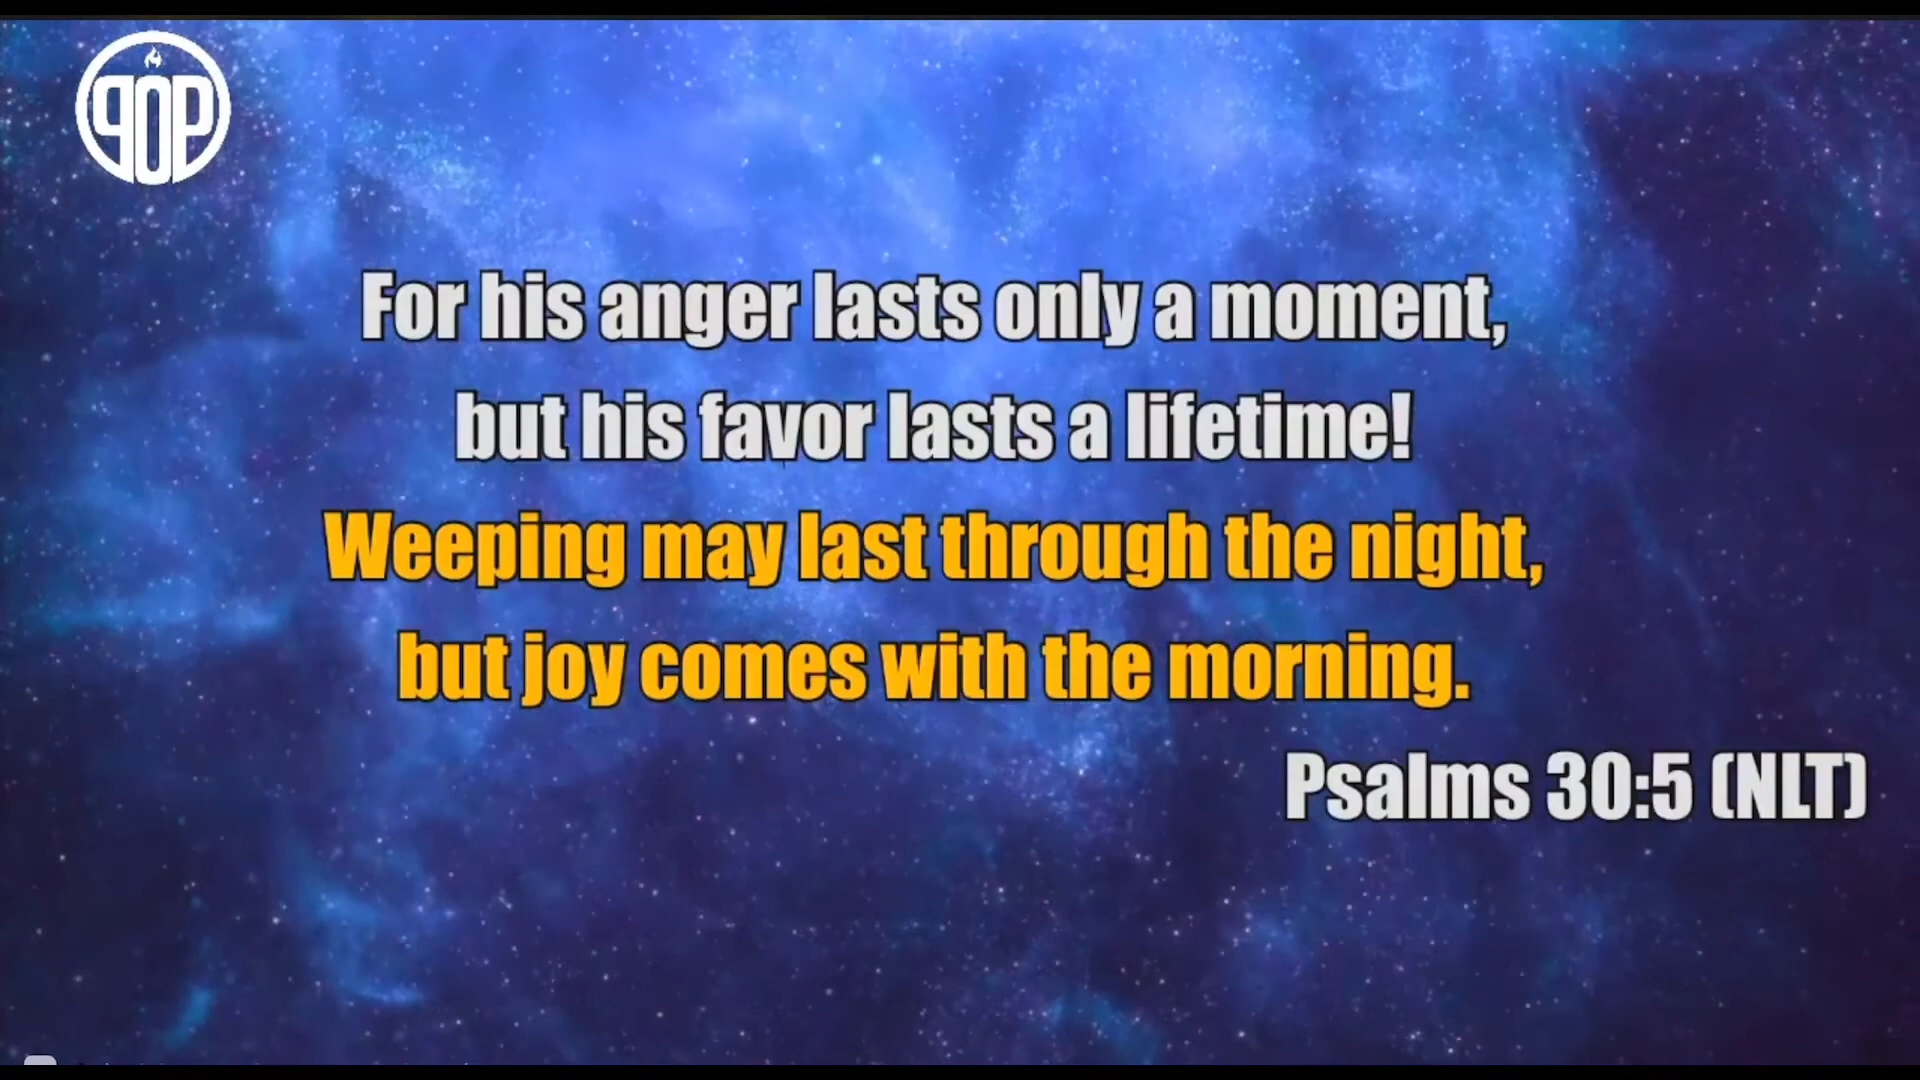 POP
For his anger lasts only a moment,
but his favor lasts a lifetime!
Weeping may last through the night,
but joy comes with the morning.
Psalms 30:5 (NLT)